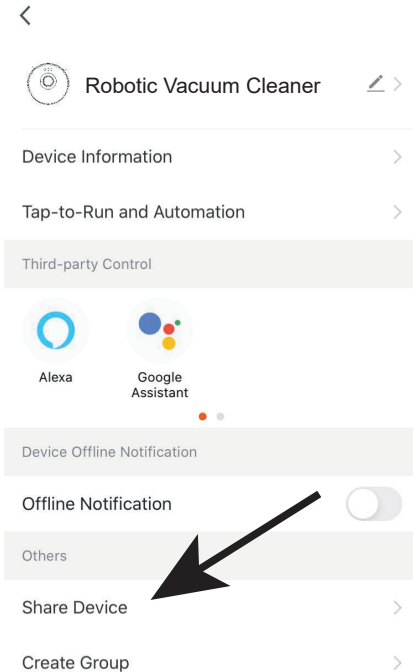 Robotic Vacuum Cleaner
Device Information
Tap-to-Run and Automation
Third-party Control
Alexa
Google
Assistant
Device Offline Notification
Offline Notification
Others
Share Device
Create Group